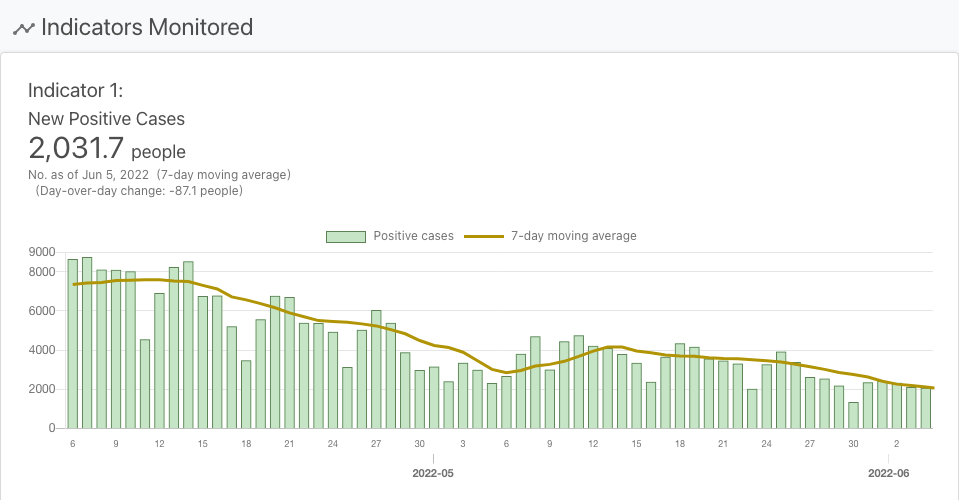 Indicators Monitored
Indicator 1:
New Positive Cases
2,031.7 people
No. as of Jun 5, 2022 (7-day moving average)
(Day-over-day change: -87.1 people)
Positive cases 7-day moving average
9000
8000
6000
4000
2000
0
6 9 12 15 18 21 24 27 30 3 6 9 12 15 18 21 24 27 30 2
2022-05 2022-06